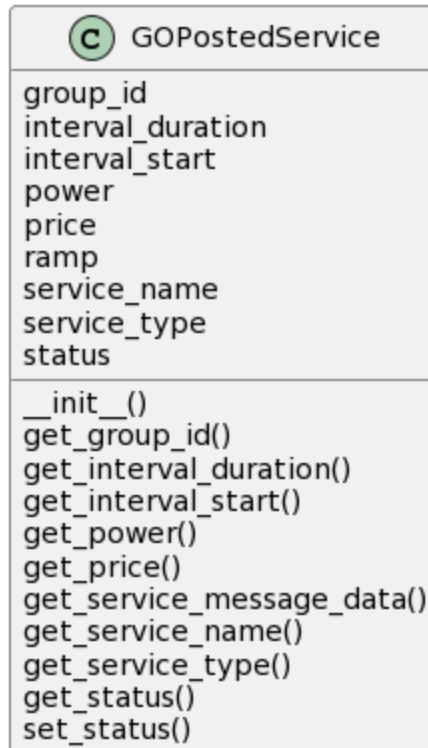 C GOPostedService
group_id
interval_duration
interval_start
power
price
ramp
service_name
service_type
status
__init__()
get_group_id()
get_interval_duration()
get_interval_start()
get_power()
get_price()
get_service_message_data()
get_service_name()
get_service_type()
get_status()
set_status()